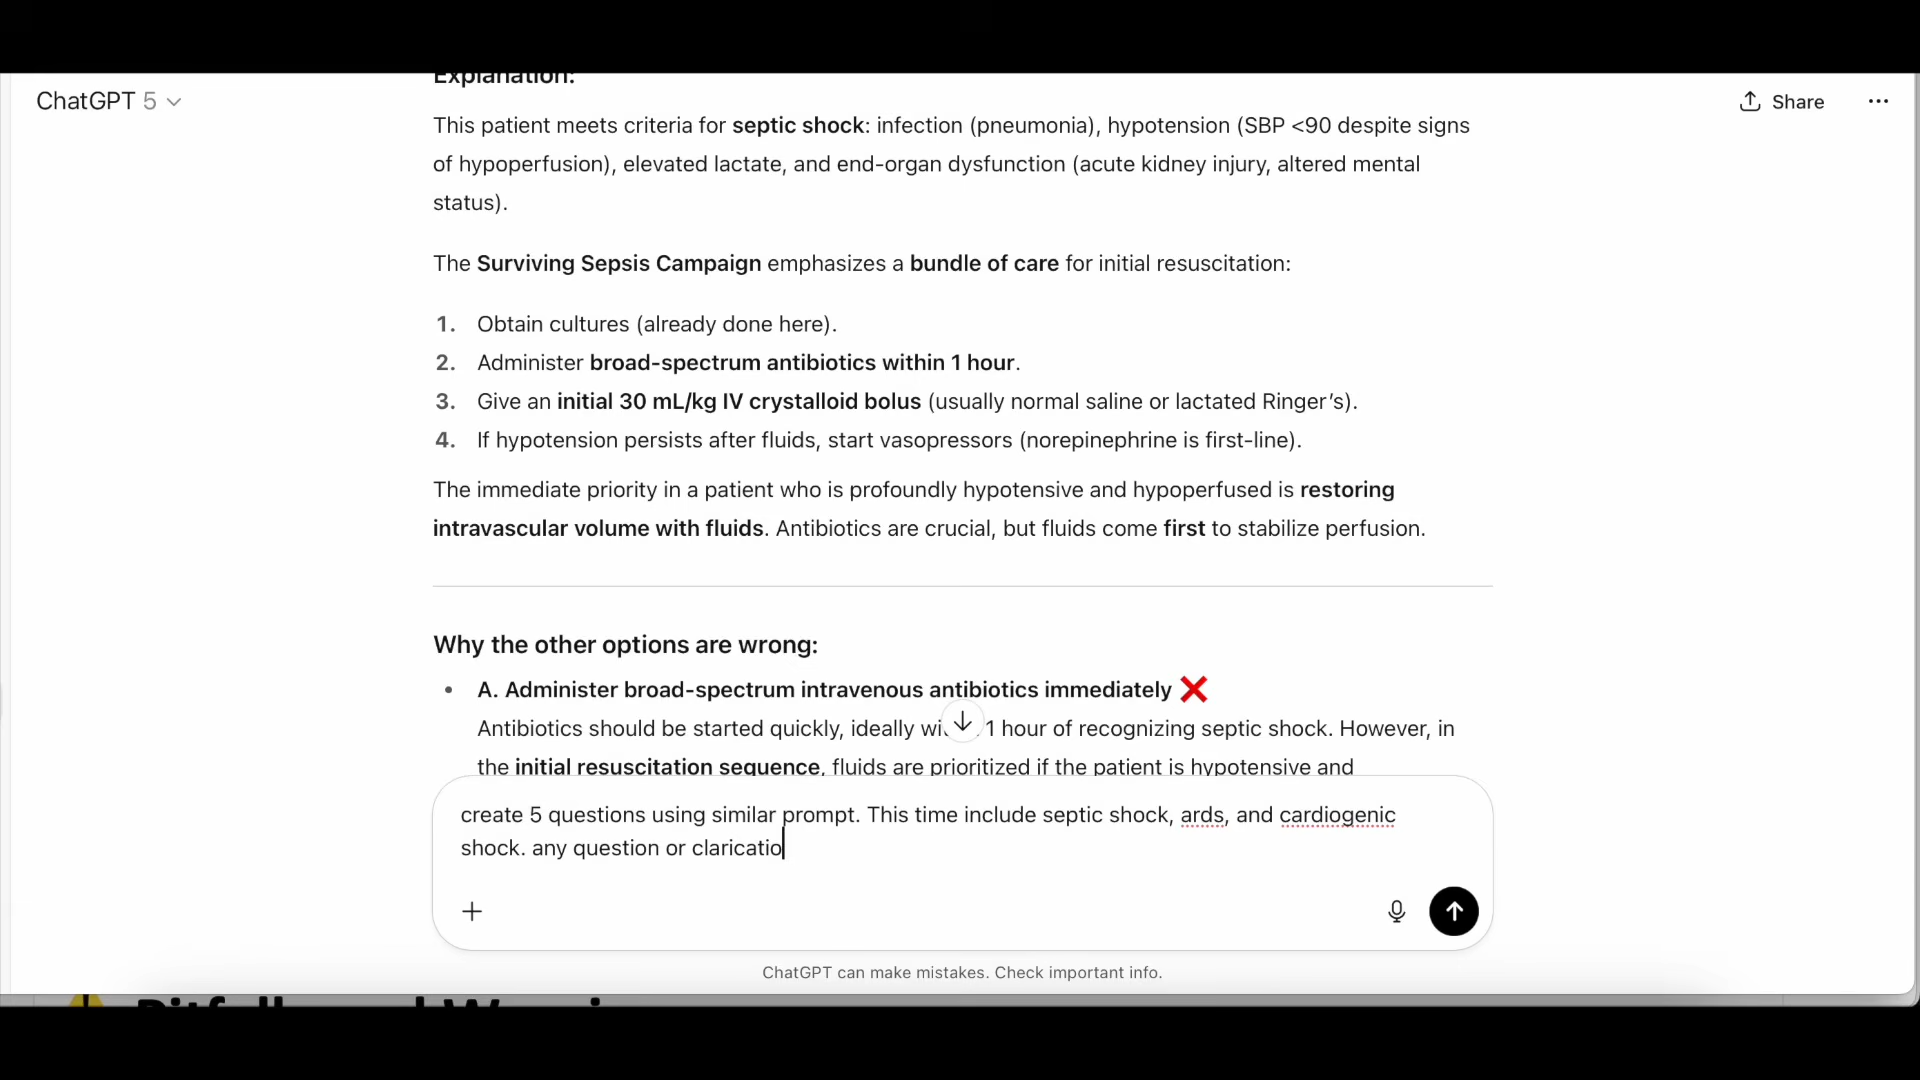 Explanation:
ChatGPT 5
Share
This patient meets criteria for septic shock: infection (pneumonia), hypotension (SBP <90 despite signs
of hypoperfusion), elevated lactate, and end-organ dysfunction (acute kidney injury, altered mental
status).
The Surviving Sepsis Campaign emphasizes a bundle of care for initial resuscitation:
1. Obtain cultures (already done here).
2. Administer broad-spectrum antibiotics within 1 hour.
3. Give an initial 30 mL/kg IV crystalloid bolus (usually normal saline or lactated Ringer’s).
4. If hypotension persists after fluids, start vasopressors (norepinephrine is first-line).
The immediate priority in a patient who is profoundly hypotensive and hypoperfused is restoring
intravascular volume with fluids. Antibiotics are crucial, but fluids come first to stabilize perfusion.
Why the other options are wrong:
• A. Administer broad-spectrum intravenous antibiotics immediately ❌
Antibiotics should be started quickly, ideally 1 hour of recognizing septic shock. However, in
the initial resuscitation sequence, fluids are prioritized if the patient is hypotensive and
create 5 questions using similar prompt. This time include septic shock, ards, and cardiogenic
shock. any question or claricatio
ChatGPT can make mistakes. Check important info.